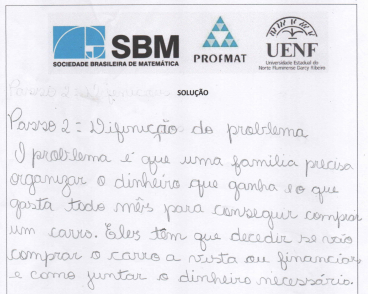 SBM
SOCIEDADE BRASILEIRA DE MATEMÁTICA
PROFMAT
UENF
Universidade Estadual do
Norte Fluminense Darcy Ribeiro
SOLUÇÃO
Passo 2 = Difunição do problema
O problema é que uma família precisa
organizar o dinheiro que ganha e o que
gasta todo mês para conseguir comprar
um carro. Eles têm que decedir se vão
comprar o carro a vista ou financiar
e como juntar o dinheiro necessário.